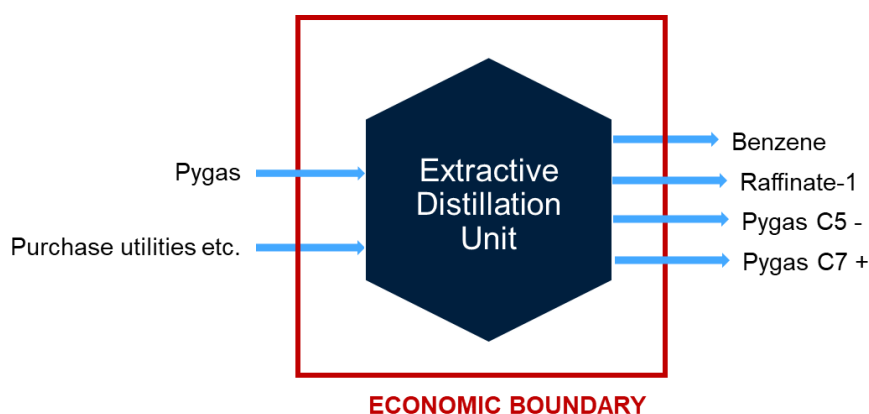 Pygas
Purchase utilities etc.
Extractive
Distillation
Unit
Benzene
Raffinate-1
Pygas C5 -
Pygas C7 +
ECONOMIC BOUNDARY